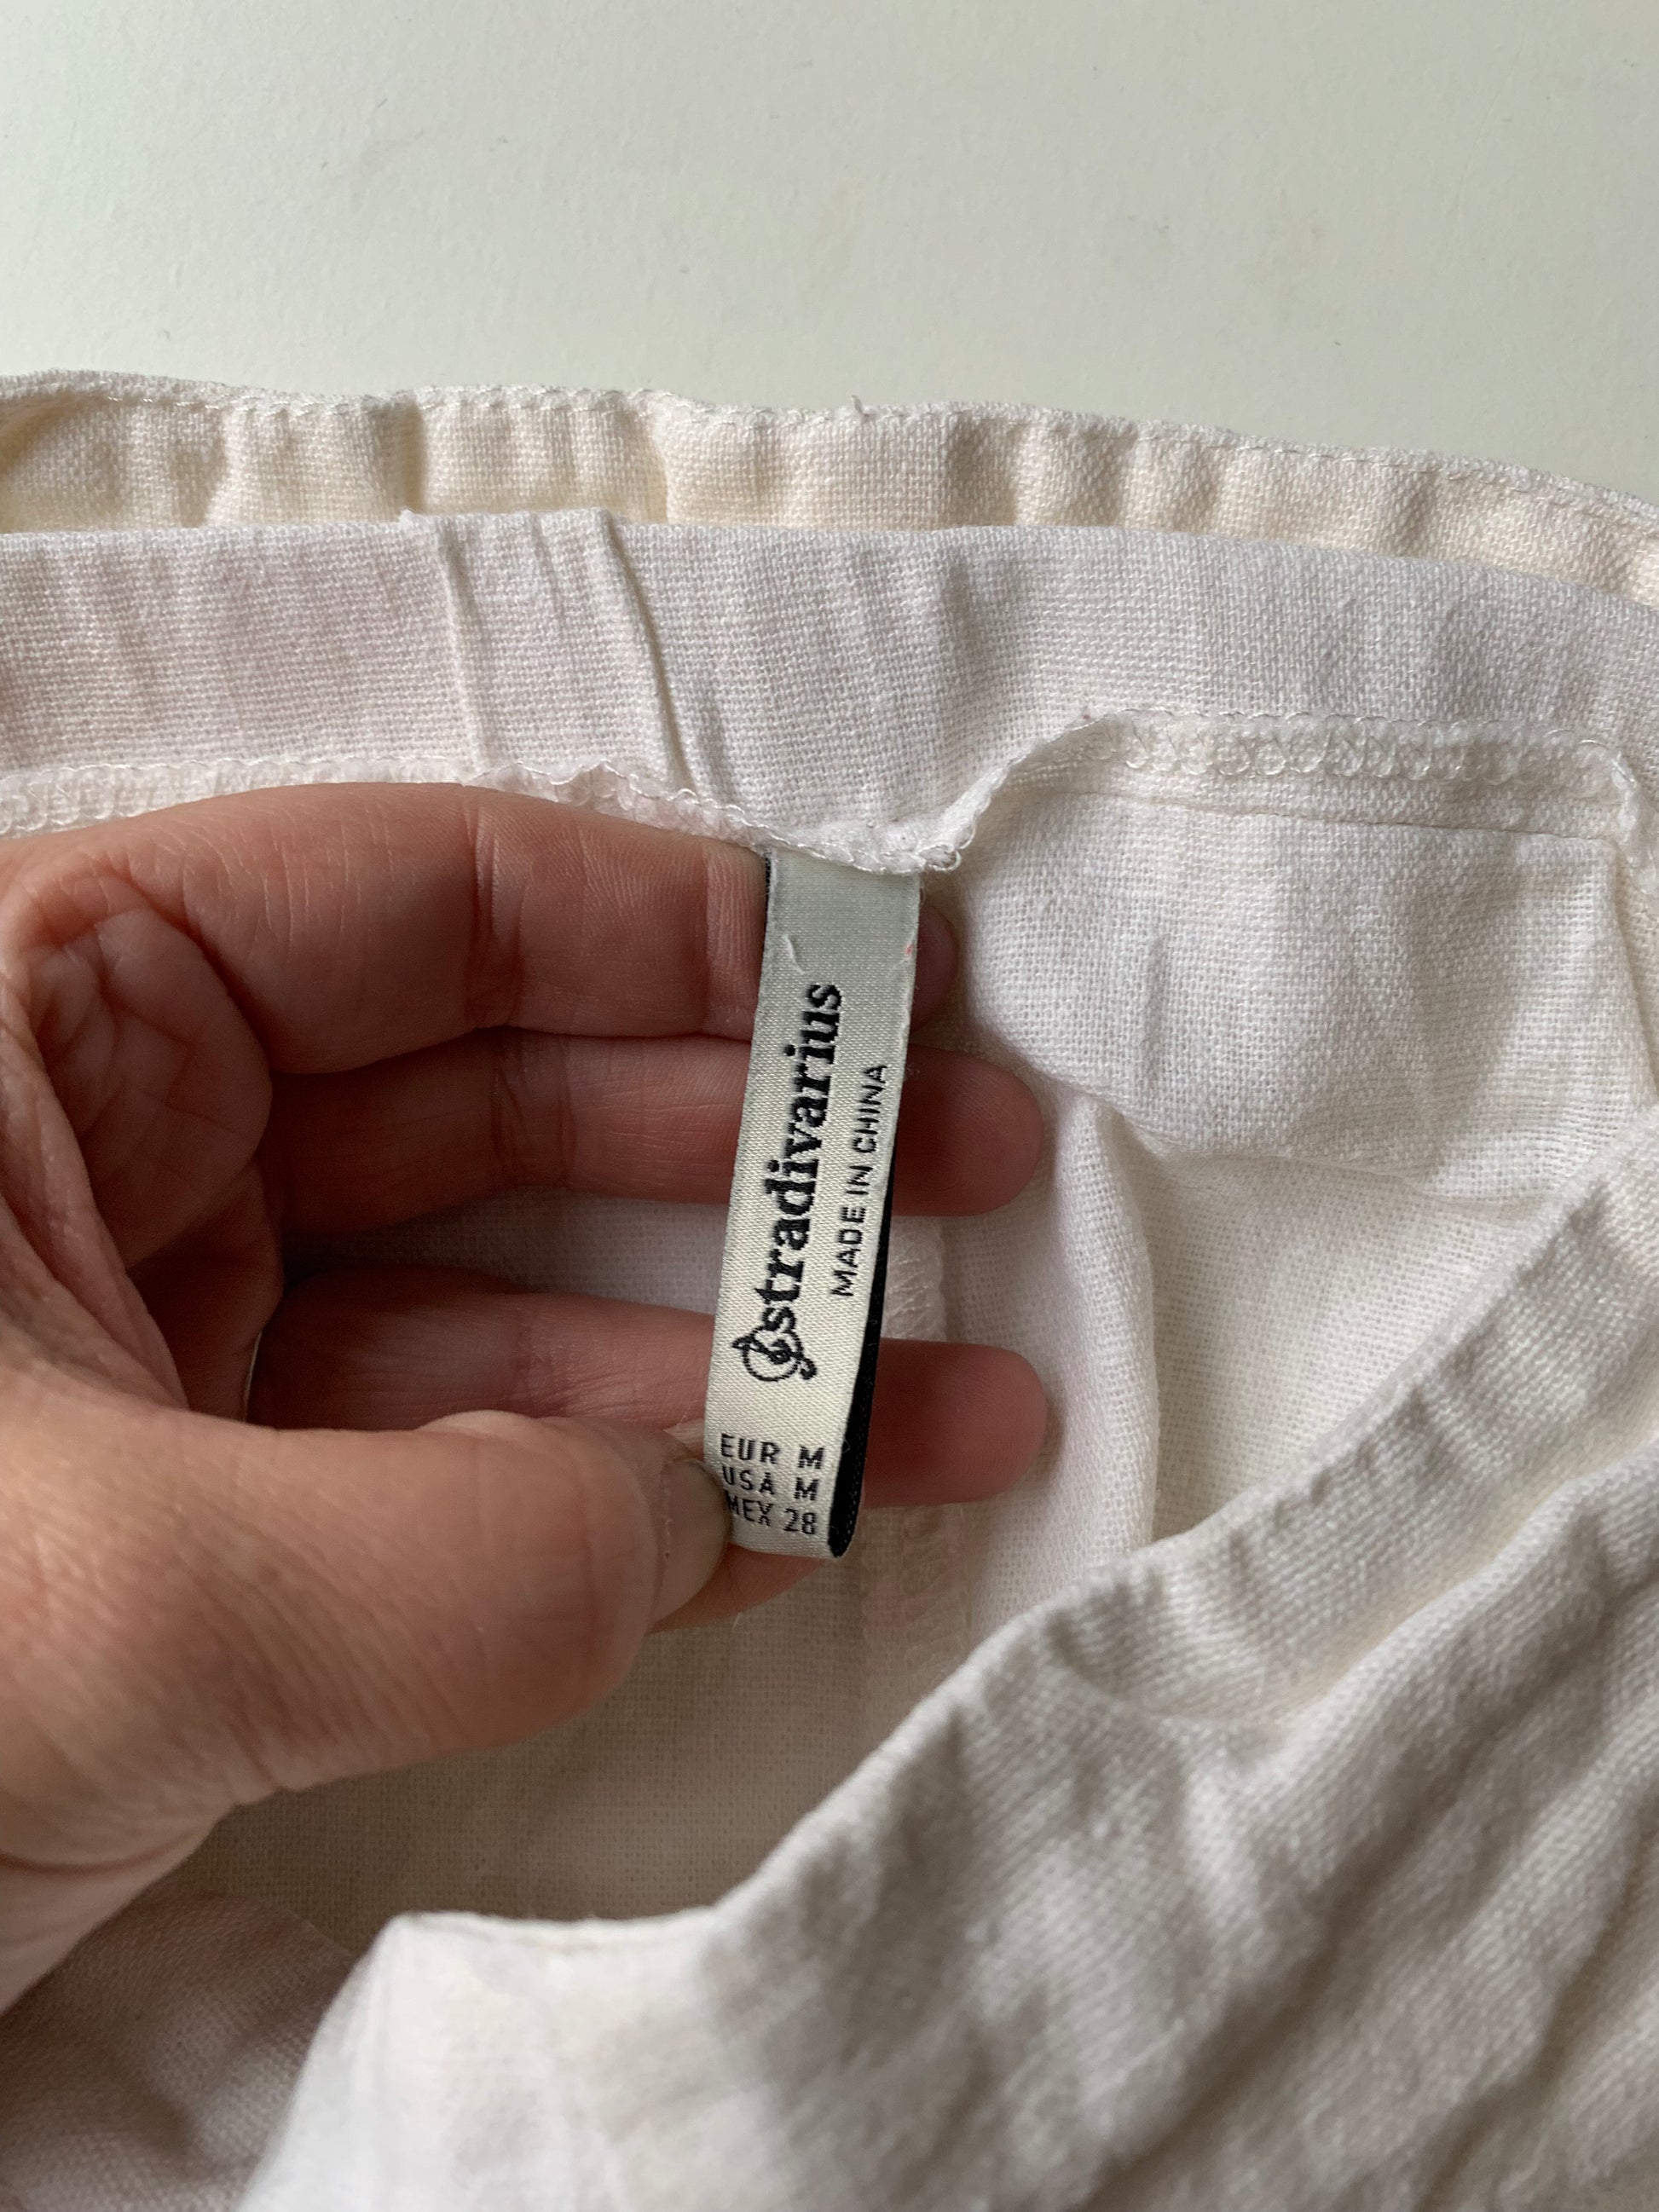 stradivarius
MADE IN CHINA
EUR M
USA M
MEX 28